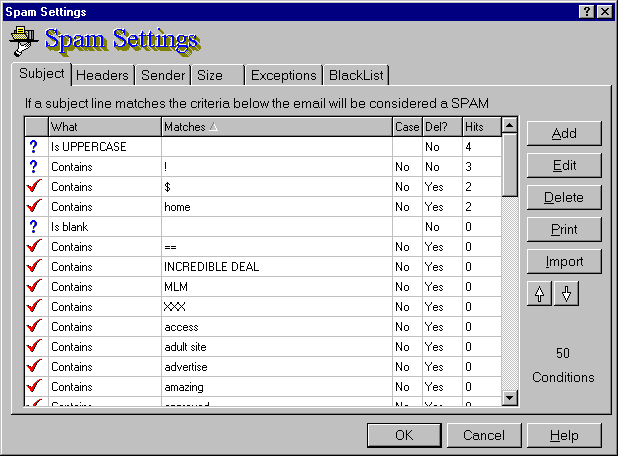 Spam Settings
Spam Settings
Subject Headers Sender Size Exceptions BlackList
If a subject line matches the criteria below the email will be considered a SPAM
What Matches Case Del? Hits
? Is UPPERCASE No 4
? Contains ! No No 3
Contains $ No Yes 2
Contains home No Yes 2
? Is blank No 0
Contains == No Yes 0
Contains INCREDIBLE DEAL No Yes 0
Contains MLM No Yes 0
Contains XXX No Yes 0
Contains access No Yes 0
Contains adult site No Yes 0
Contains advertise No Yes 0
Contains amazing No Yes 0
Contains No Yes 0
Add
Edit
Delete
Print
Import
50
Conditions
OK Cancel Help